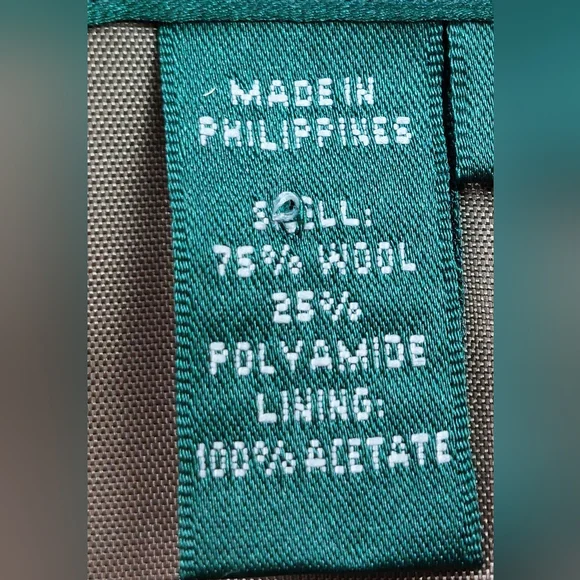 MADE IN
PHILIPPINES
SHELL:
75% WOOL
25%
POLYAMIDE
LINING:
100% ACETATE